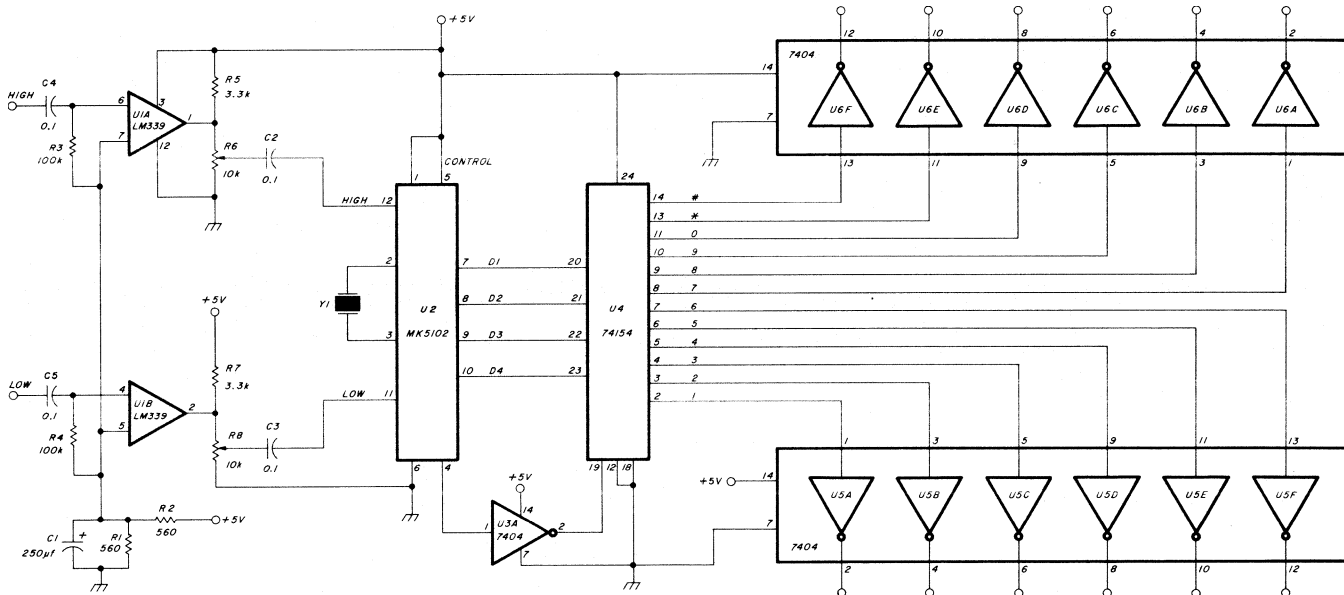 +5V
12 10 8 6 4 2
7404
14
7
U6F U6E U6D U6C U6B U6A
13 11 9 5 3 1
C4
HIGH
0.1
6
7
3
U1A
LM339
1
12
R3
100k
R5
3.3k
R6
10k
C2
0.1
CONTROL
1 5
HIGH 12
2
Y1
3
LOW 11
U2
MK5102
7 D1 20
8 D2 21
9 D3 22
10 D4 23
6 4
24
U4
74154
14 #
13 *
11 0
10 9
9 8
8 7
7 6
6 5
5 4
4 3
3 2
2 1
19 12 18
+5V
R7
3.3k
C5
LOW
0.1
4
5
U1B
LM339
2
R4
100k
R8
10k
C3
0.1
R2
560
+5V
C1
250µf
+
R1
560
+5V
14
1
U3A
7404
2
7
1 3 5 9 11 13
+5V
14
7
U5A U5B U5C U5D U5E U5F
7404
2 4 6 8 10 12